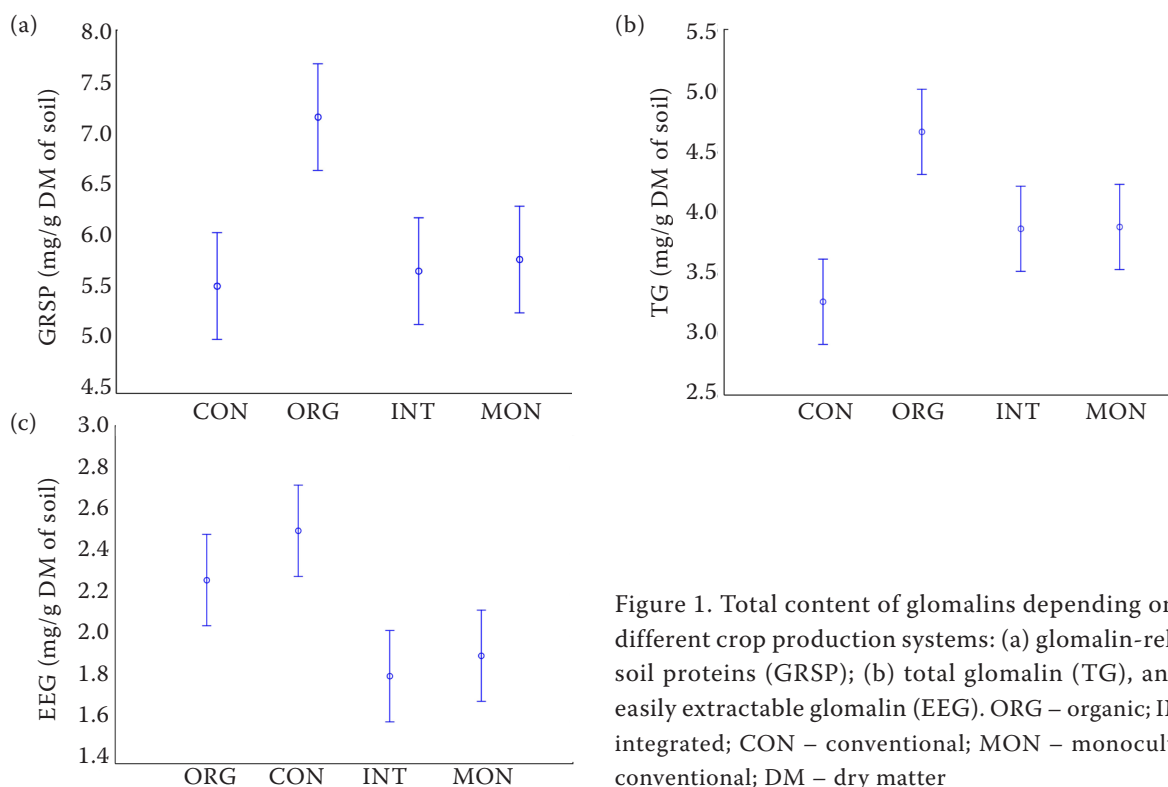 (a)
GRSP (mg/g DM of soil)
8.0
7.5
7.0
6.5
6.0
5.5
5.0
4.5
CON ORG INT MON
(b)
TG (mg/g DM of soil)
5.5
5.0
4.5
4.0
3.5
3.0
2.5
CON ORG INT MON
(c)
EEG (mg/g DM of soil)
3.0
2.8
2.6
2.4
2.2
2.0
1.8
1.6
1.4
ORG CON INT MON
Figure 1. Total content of glomalins depending on
different crop production systems: (a) glomalin-rel
soil proteins (GRSP); (b) total glomalin (TG), an
easily extractable glomalin (EEG). ORG – organic; I
integrated; CON – conventional; MON – monocul
conventional; DM – dry matter